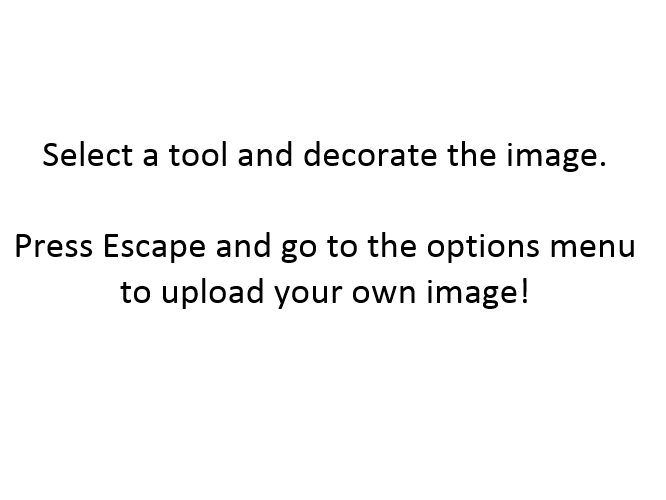 Select a tool and decorate the image.
Press Escape and go to the options menu
to upload your own image!